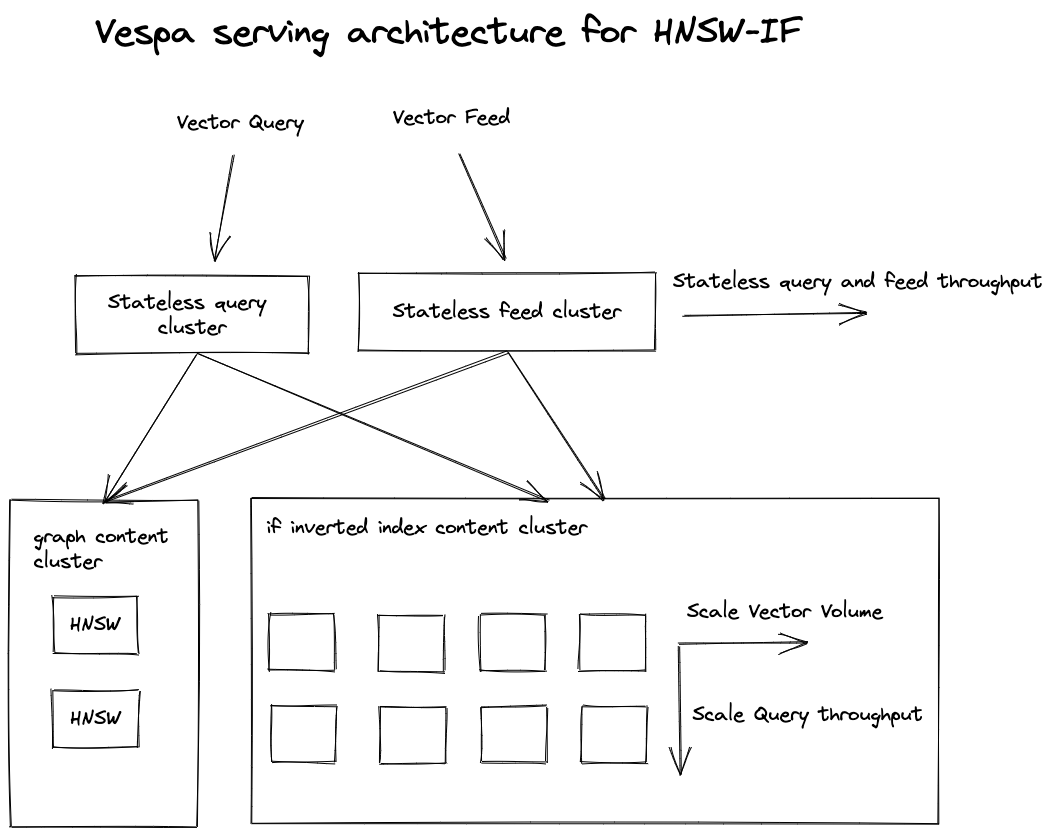 Vespa serving architecture for HNSW-IF
Vector Query
Vector Feed
Stateless query
cluster
Stateless feed cluster
Stateless query and feed throughput
graph content
cluster
HNSW
HNSW
if inverted index content cluster
Scale Vector Volume
Scale Query throughput